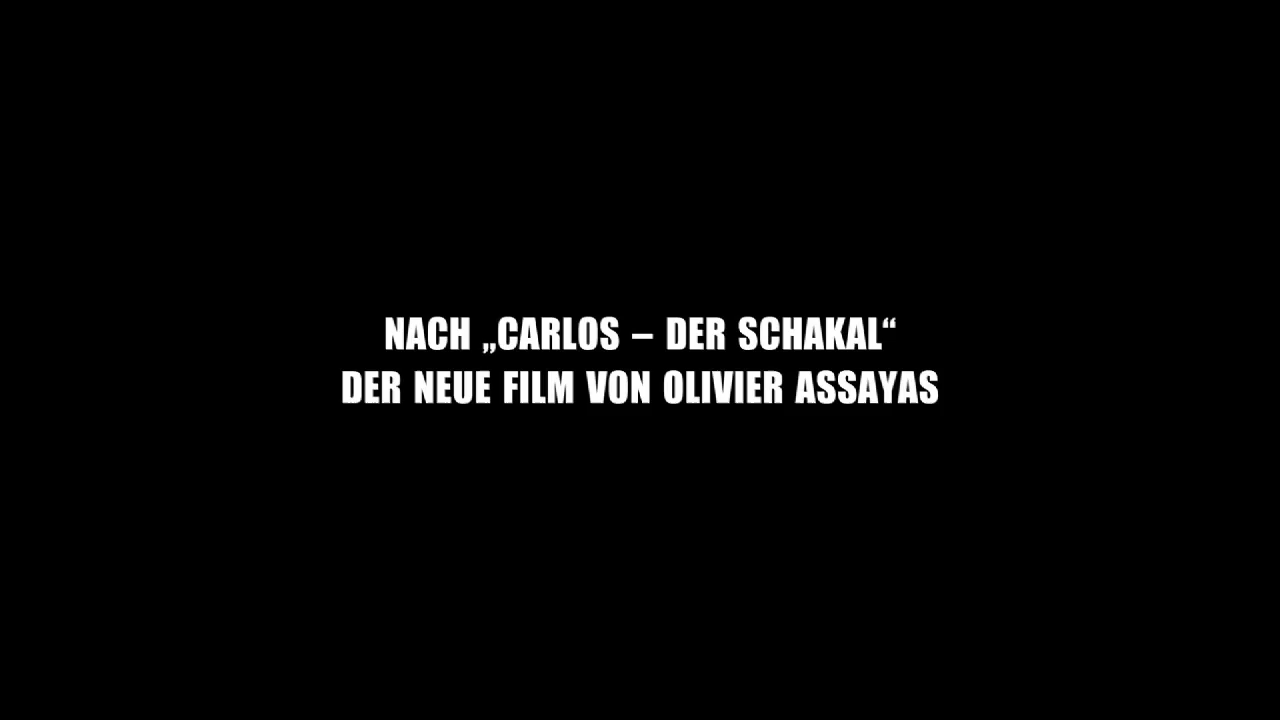 NACH „CARLOS – DER SCHAKAL“
DER NEUE FILM VON OLIVIER ASSAYAS